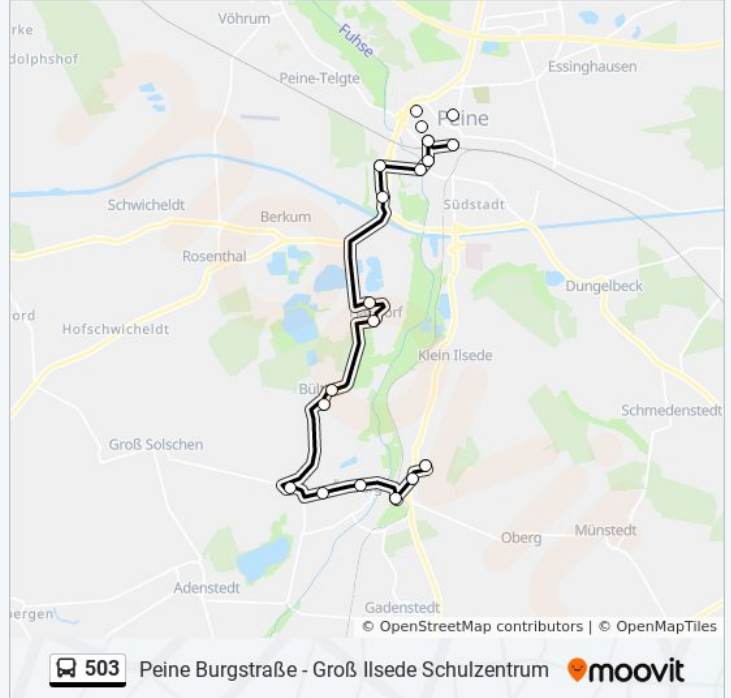 Vöhrum
rke
dolphshof
Fuhse
Essinghausen
Peine-Telgte
Peine
Schwicheldt
Südstadt
Berkum
Rosenthal
Dungelbeck
ord
Hofschwicheldt
Klein Ilsede
Schmedenstedt
Groß Solschen
Oberg
Münstedt
Adenstedt
Gadenstedt
ergen
© OpenStreetMap contributors | © OpenMapTiles
503 Peine Burgstraße - Groß Ilsede Schulzentrum moovit